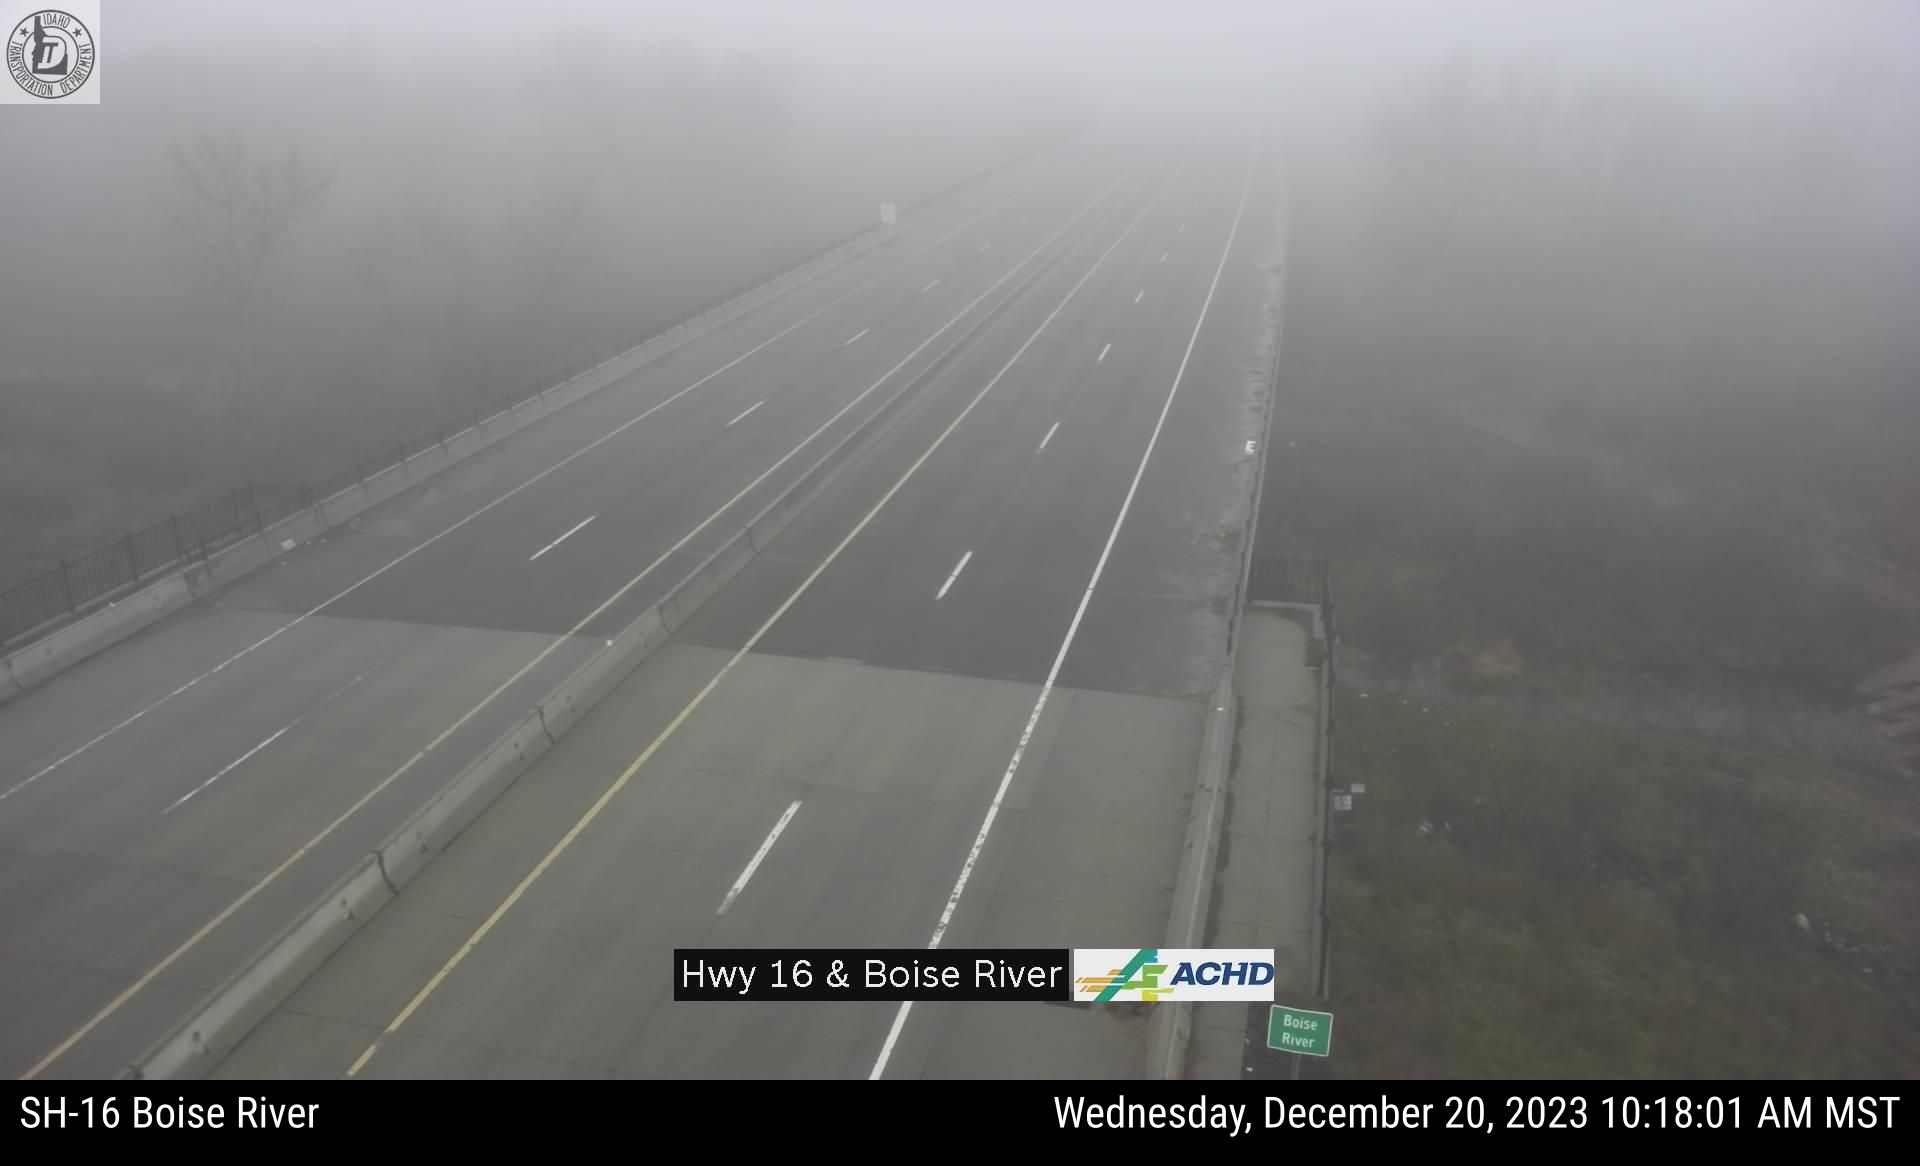 IDAHO
TRANSPORTATION DEPARTMENT
E
Hwy 16 & Boise River
ACHD
Boise
River
SH-16 Boise River
Wednesday, December 20, 2023 10:18:01 AM MST